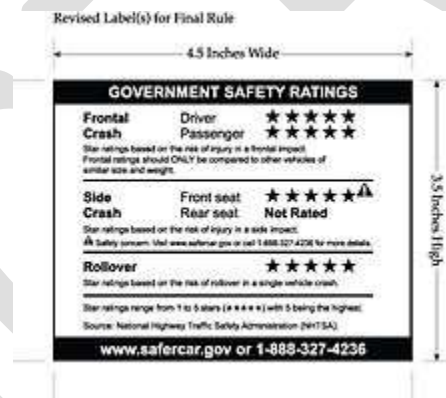 Revised Label(s) for Final Rule
4.5 Inches Wide
GOVERNMENT SAFETY RATINGS
Frontal Driver ★★★★★
Crash Passenger ★★★★★
Star ratings based on the risk of injury in a frontal impact.
Frontal ratings should ONLY be compared to other vehicles of
similar size and weight.
Side Front seat ★★★★★⚠
Crash Rear seat Not Rated
Star ratings based on the risk of injury in a side impact.
⚠ Safety concern: Visit www.safercar.gov or call 1-888-327-4236 for more details.
Rollover ★★★★★
Star ratings based on the risk of rollover in a single vehicle crash.
Star ratings range from 1 to 5 stars (★★★★★) with 5 being the highest.
Source: National Highway Traffic Safety Administration (NHTSA).
www.safercar.gov or 1-888-327-4236
3.5 Inches High